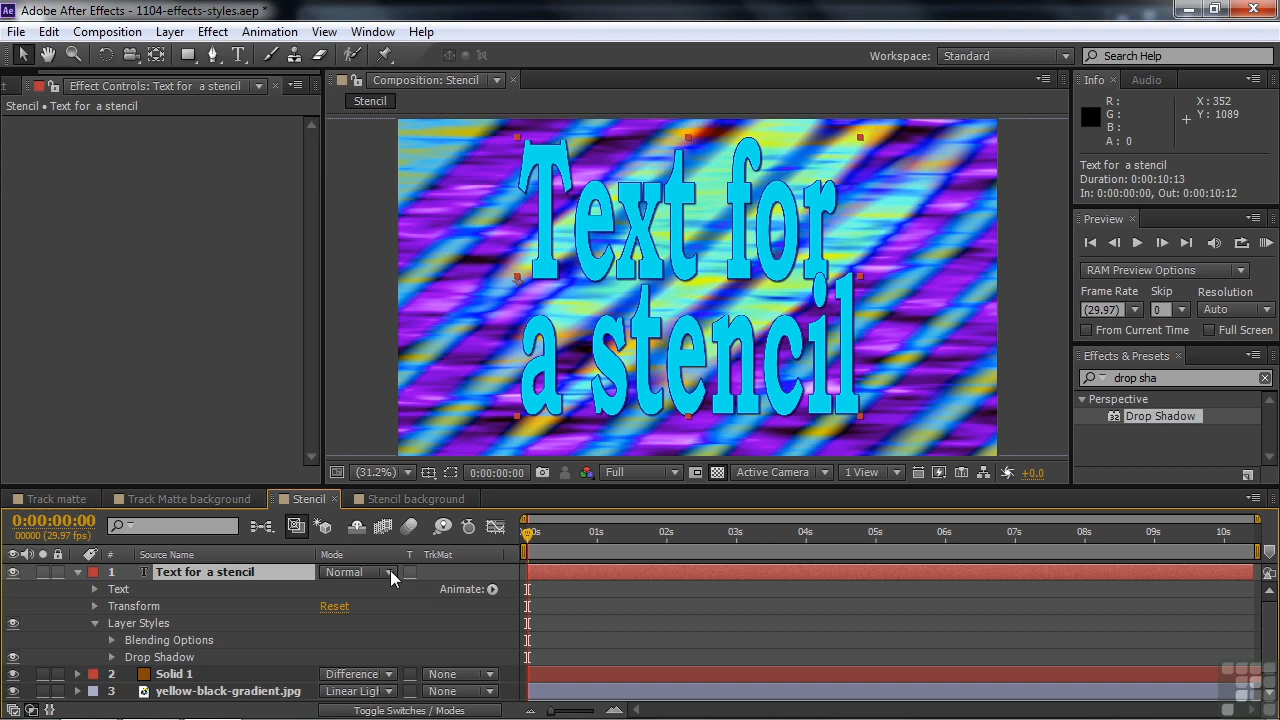 Ae Adobe After Effects - 1104-effects-styles.aep *
File Edit Composition Layer Effect Animation View Window Help
Workspace: Standard Search Help
Effect Controls: Text for a stencil
Stencil • Text for a stencil
Composition: Stencil
Stencil
Text for
a stencil
(31.2%) 0:00:00:00 Full Active Camera 1 View +0.0
Info Audio
R: X: 352
G: Y: 1089
B:
A: 0
Text for a stencil
Duration: 0:00:10:13
In: 0:00:00:00, Out: 0:00:10:12
Preview
RAM Preview Options
Frame Rate Skip Resolution
(29.97) 0 Auto
From Current Time Full Screen
Effects & Presets
drop sha
Perspective
32 Drop Shadow
Track matte Track Matte background Stencil Stencil background
0:00:00:00
00000 (29.97 fps)
# Source Name Mode T TrkMat
:00s 01s 02s 03s 04s 05s 06s 07s 08s 09s 10s
1 T Text for a stencil Normal
Text Animate:
Transform Reset
Layer Styles
Blending Options
Drop Shadow
2 Solid 1 Difference None
3 yellow-black-gradient.jpg Linear Ligh None
Toggle Switches / Modes